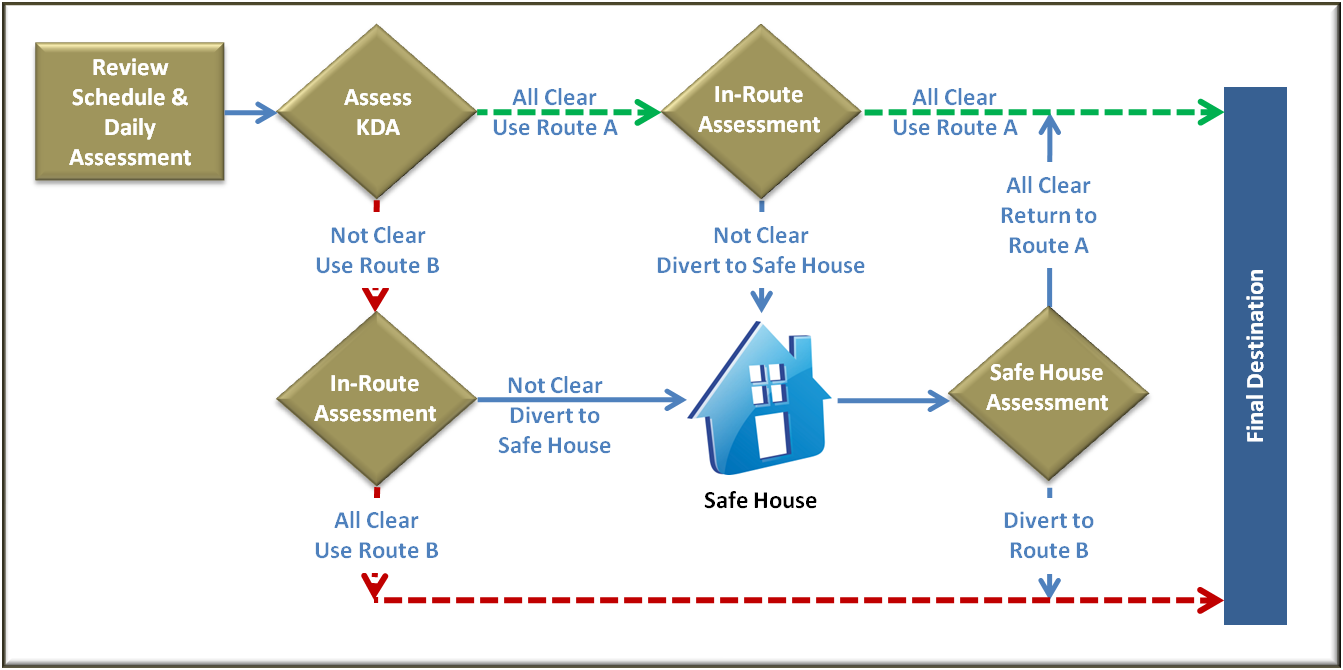 Review
Schedule &
Daily
Assessment
Assess
KDA
All Clear
Use Route A
In-Route
Assessment
All Clear
Use Route A
Not Clear
Use Route B
Not Clear
Divert to Safe House
All Clear
Return to
Route A
In-Route
Assessment
Not Clear
Divert to
Safe House
Safe House
Safe House
Assessment
Final Destination
All Clear
Use Route B
Divert to
Route B